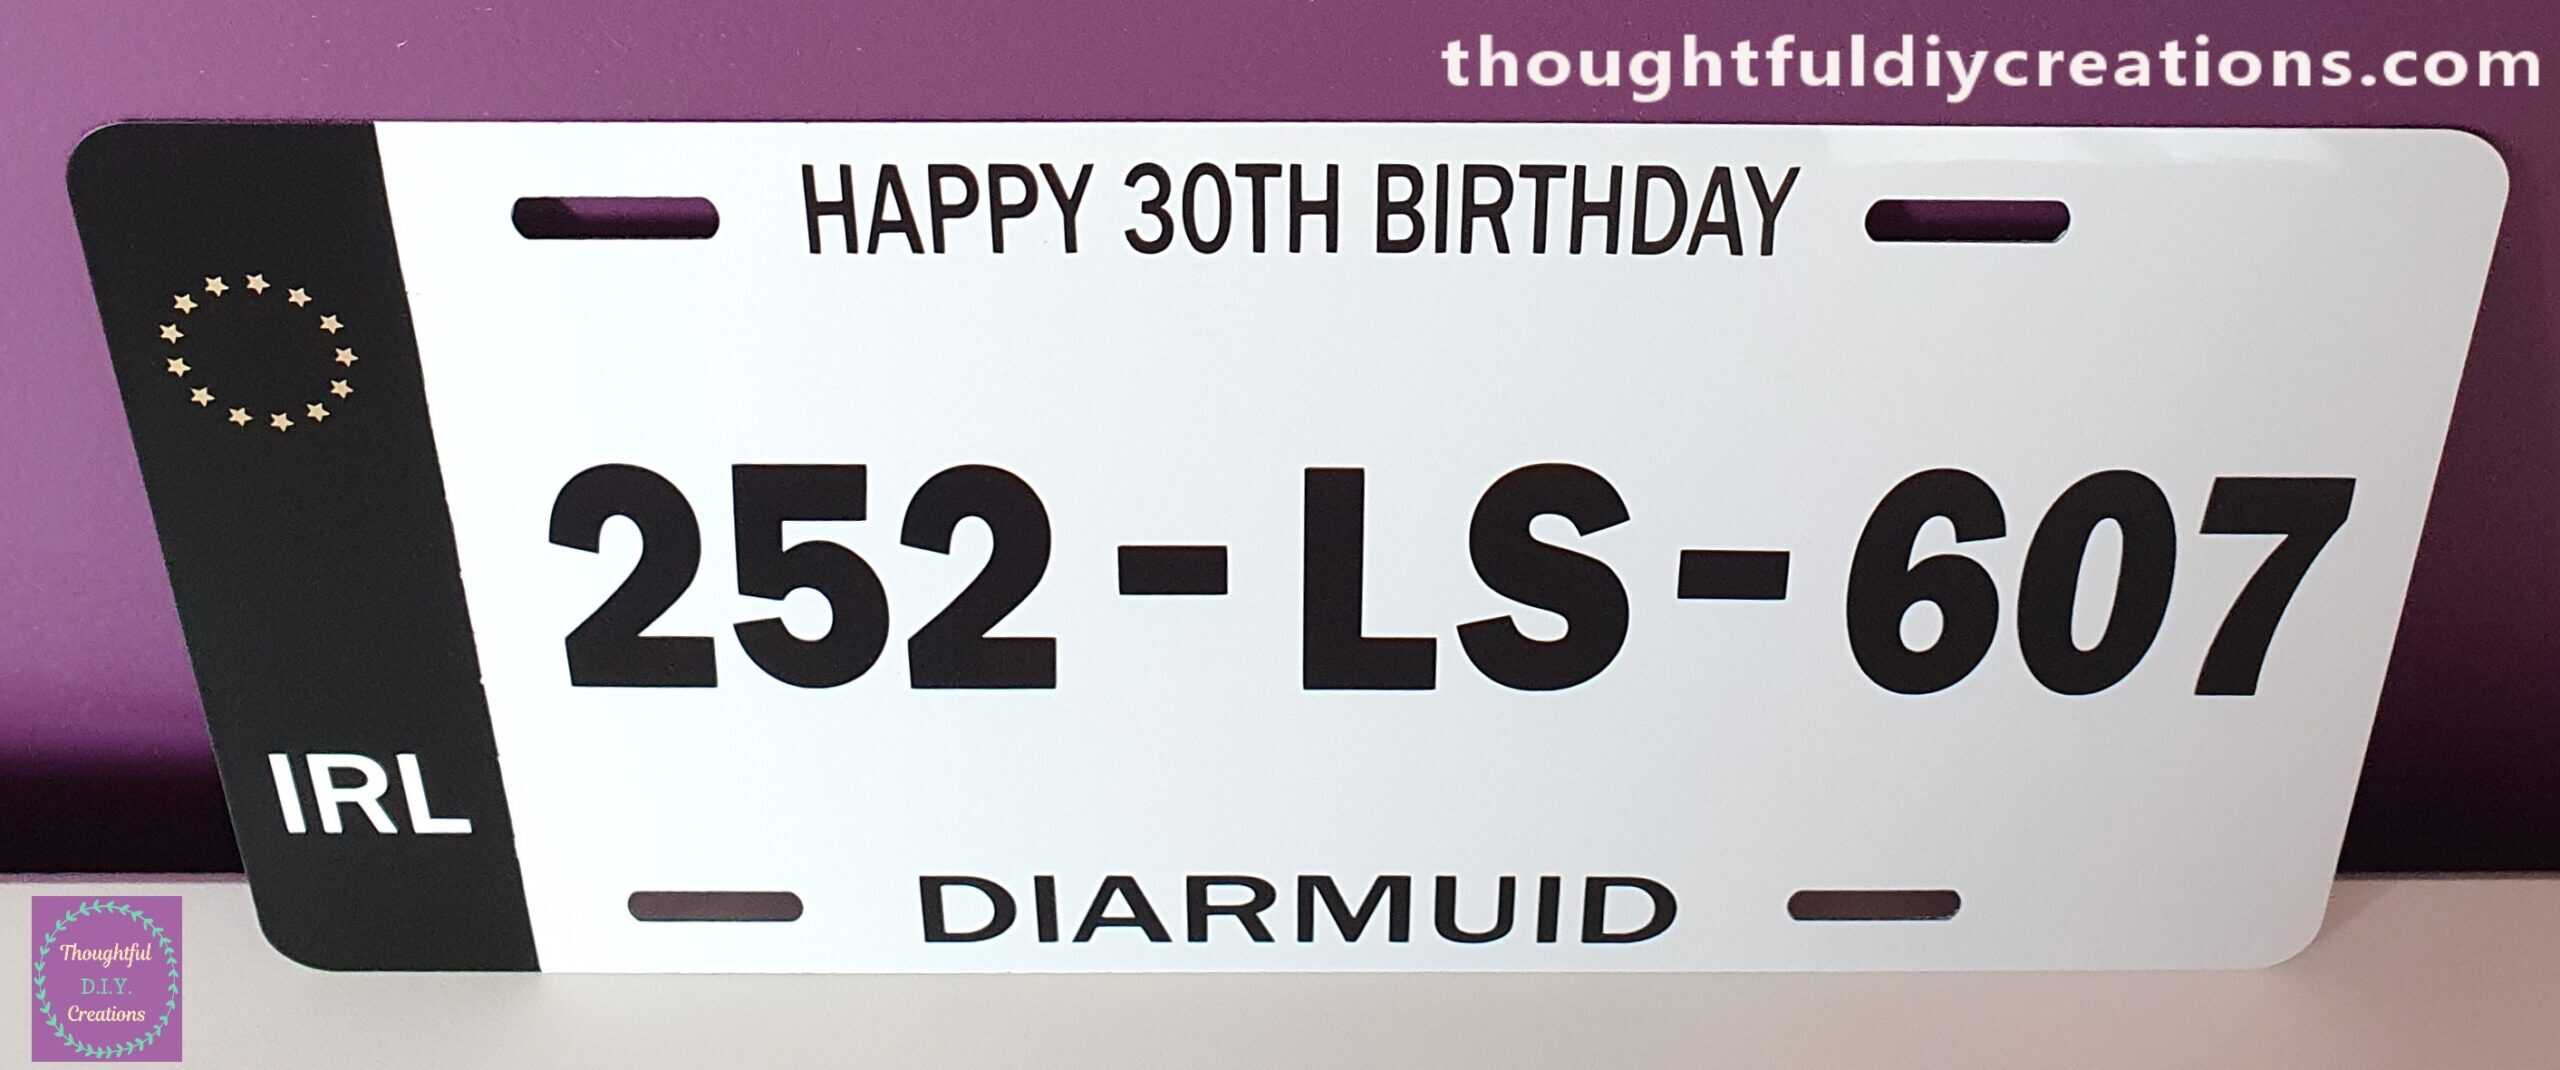 thoughtfuldiycreations.com
HAPPY 30TH BIRTHDAY
252-LS-607
IRL
DIARMUID
Thoughtful
D.I.Y.
Creations